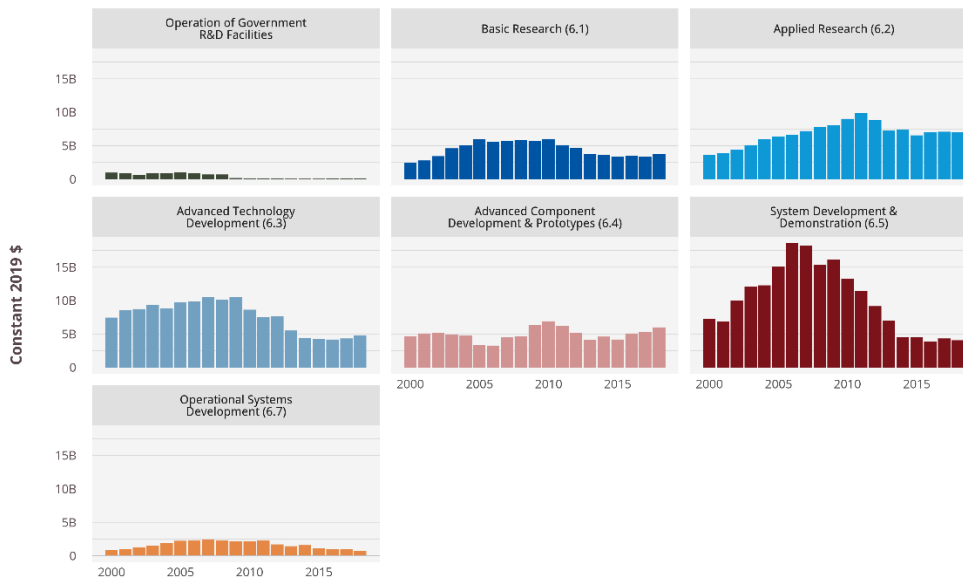 Operation of Government
R&D Facilities
Basic Research (6.1)
Applied Research (6.2)
15B
10B
5B
0
Advanced Technology
Development (6.3)
Advanced Component
Development & Prototypes (6.4)
System Development &
Demonstration (6.5)
Constant 2019 $
15B
10B
5B
0
2000 2005 2010 2015
2000 2005 2010 2015
Operational Systems
Development (6.7)
15B
10B
5B
0
2000 2005 2010 2015